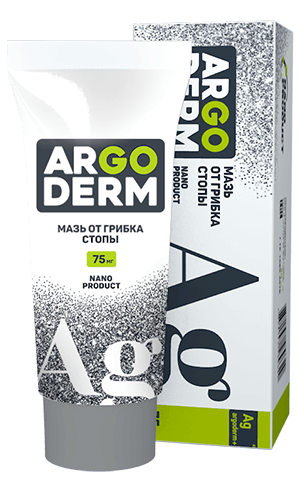 ARGO
DERM
МАЗЬ ОТ ГРИБКА
СТОПЫ
75 МГ
NANO
PRODUCT
Ag
ARGO
DERM
МАЗЬ
ОТ ГРИБКА
СТОПЫ
NANO
PRODUCT
Ag
Ag
argoderm+